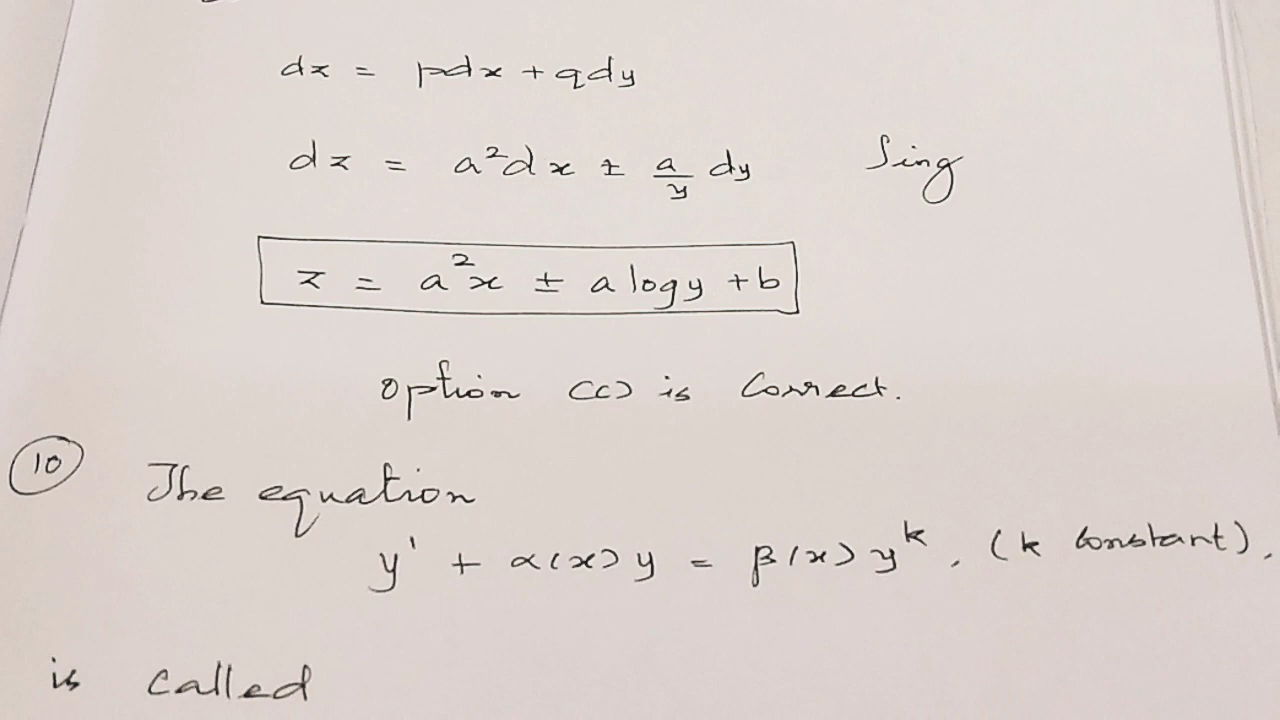 dz = pdx + qdy
dz = a²dx ± a/y dy   Sing
z = a²x ± a logy + b
option (c) is Correct.
(10) The equation
y' + α(x) y = β(x) y^k, (k Constant),
is called